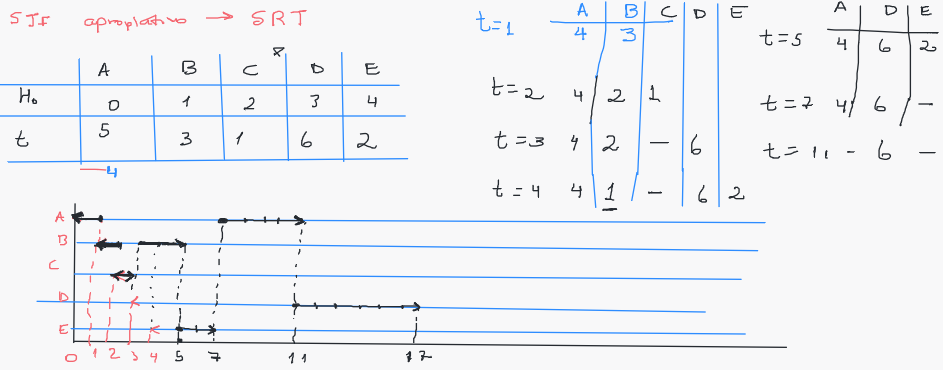 SJF apropiativo → SRT
A B C D E
H₀ 0 1 2 3 4
t 5 3 1 6 2
4
t=1
A B C D E
4 3
t=2 4 2 1
t=3 4 2 — 6
t=4 4 1 — 6 2
A D E
t=5 4 6 2
t=7 4 6 —
t=11 - 6 —
A
B
C
D
E
0 1 2 3 4 5 7 11 17